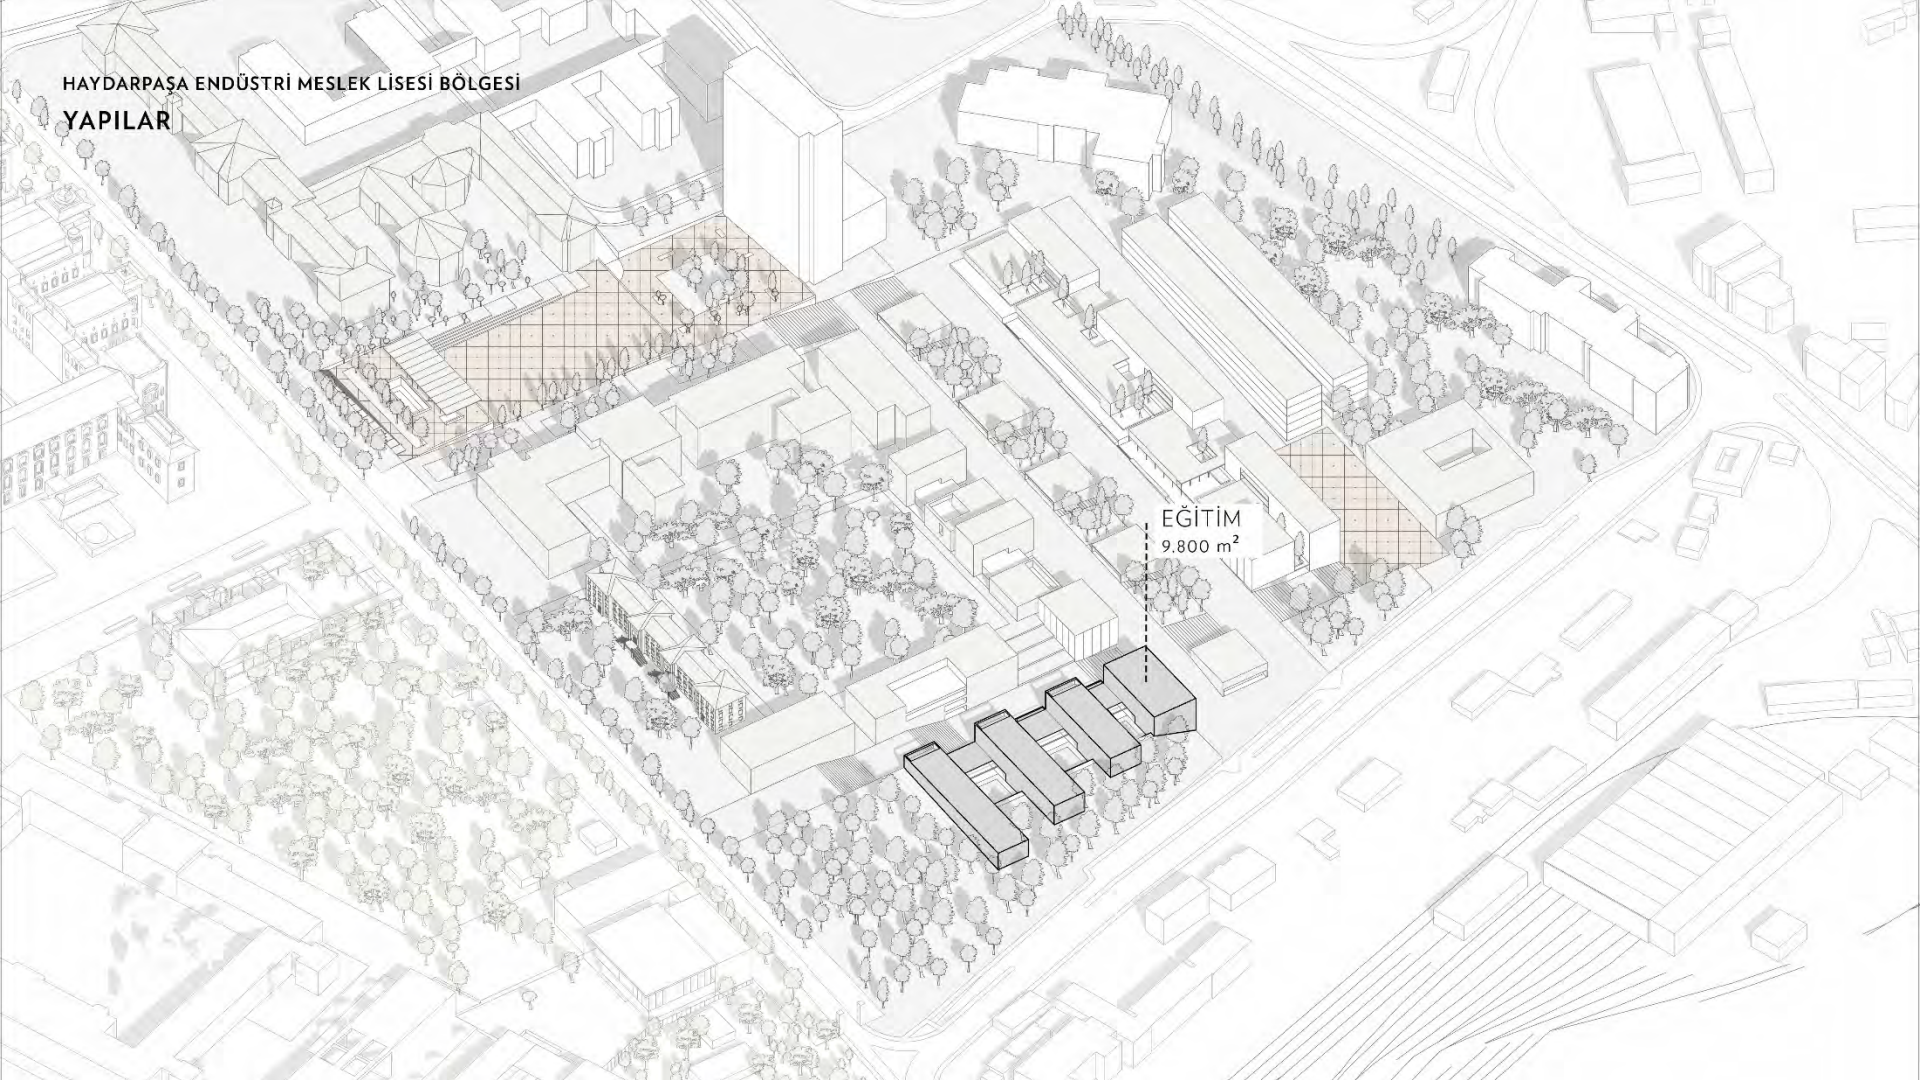 HAYDARPAŞA ENDÜSTRİ MESLEK LİSESİ BÖLGESİ
YAPILAR
EĞİTİM
9.800 m²